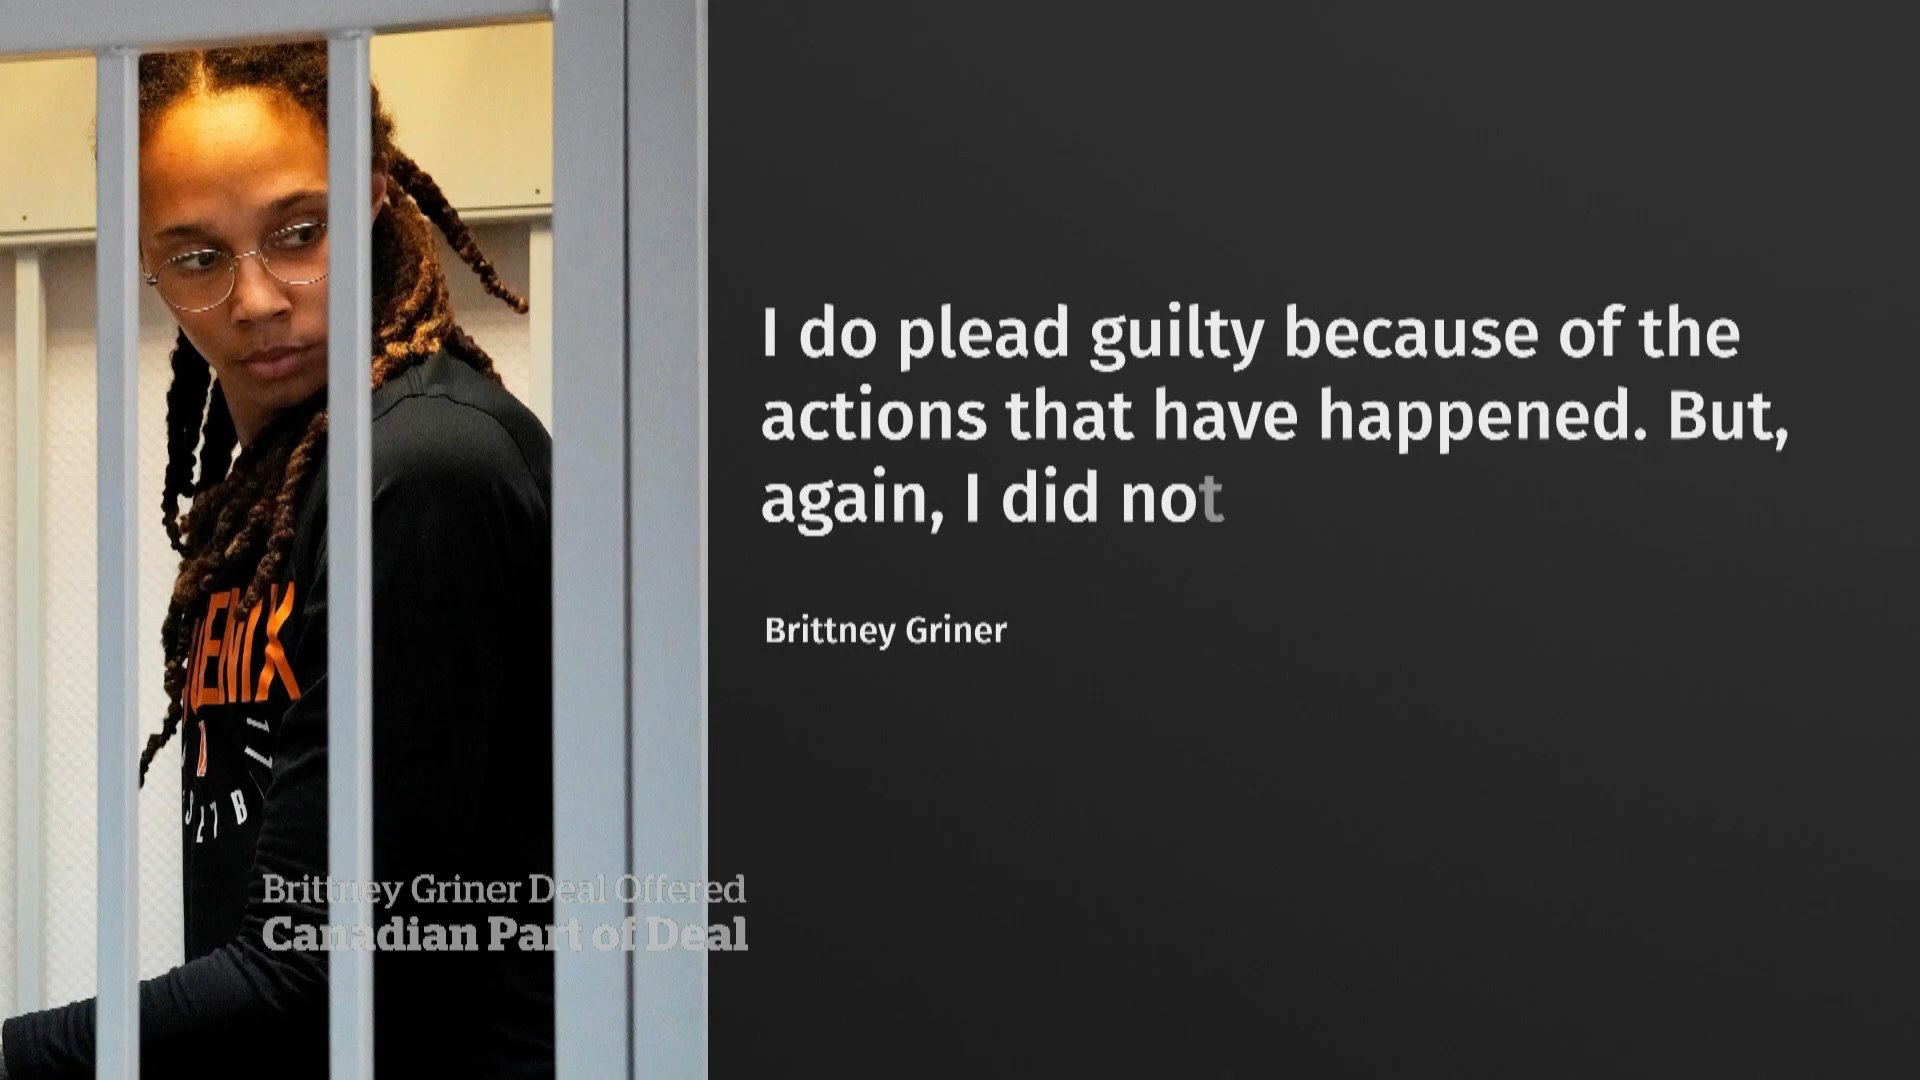 I do plead guilty because of the
actions that have happened. But,
again, I did not
Brittney Griner
Brittney Griner Deal Offered
Canadian Part of Deal